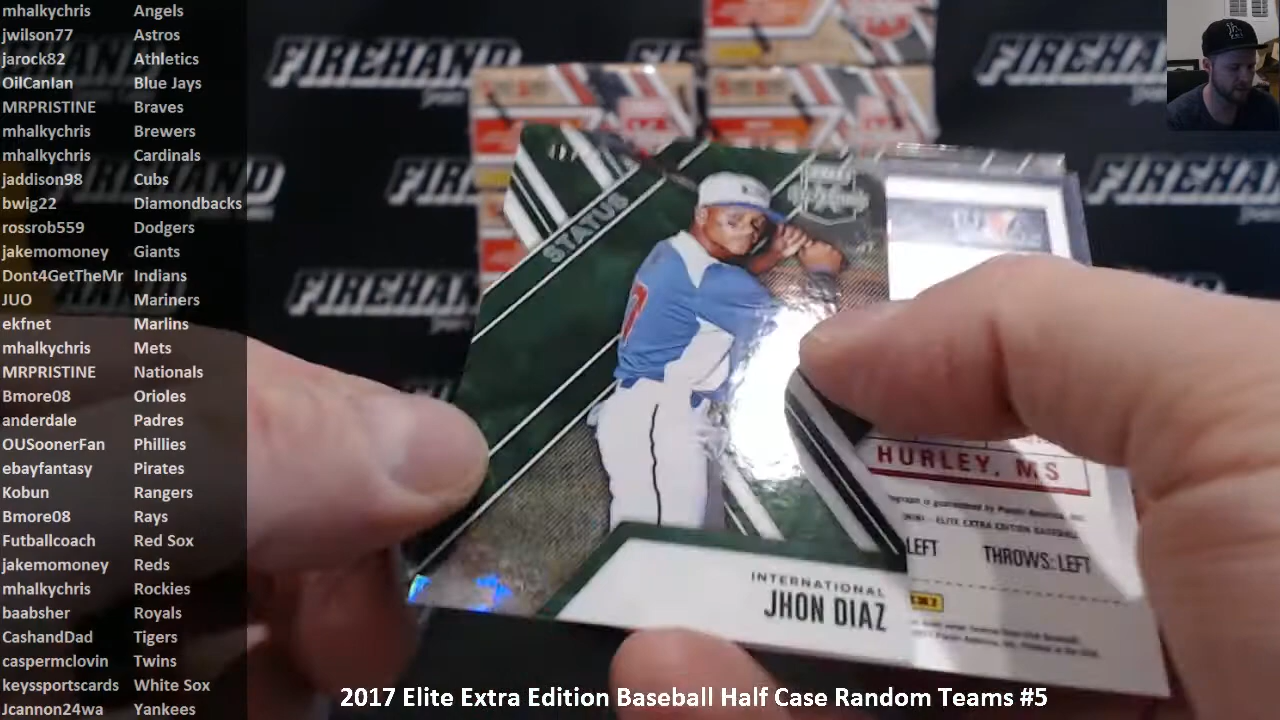 mhalkychris Angels
jwilson77 Astros
jarock82 Athletics
OilCanIan Blue Jays
MRPRISTINE Braves
mhalkychris Brewers
mhalkychris Cardinals
jaddison98 Cubs
bwig22 Diamondbacks
rossrob559 Dodgers
jakemomoney Giants
Dont4GetTheMr Indians
JUO Mariners
ekfnet Marlins
mhalkychris Mets
MRPRISTINE Nationals
Bmore08 Orioles
anderdale Padres
OUSoonerFan Phillies
ebayfantasy Pirates
Kobun Rangers
Bmore08 Rays
Futballcoach Red Sox
jakemomoney Reds
mhalkychris Rockies
baabsher Royals
CashandDad Tigers
caspermclovin Twins
keyssportscards White Sox
Jcannon24wa Yankees
FIREHAND
FIREHAND
STATUS
INTERNATIONAL
JHON DIAZ
HURLEY, MS
LEFT THROWS: LEFT
2017 Elite Extra Edition Baseball Half Case Random Teams #5